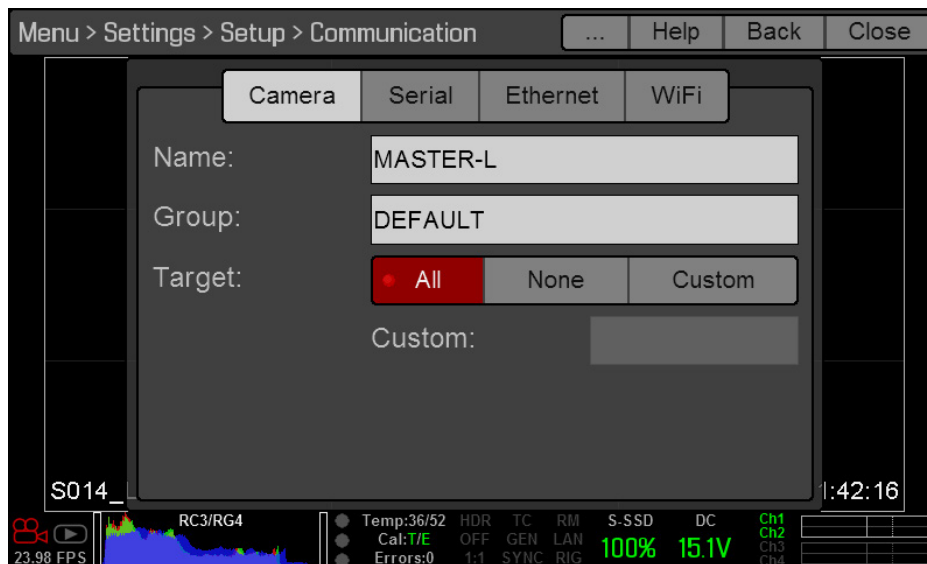 Menu > Settings > Setup > Communication ... Help Back Close
Camera Serial Ethernet WiFi
Name: MASTER-L
Group: DEFAULT
Target: All None Custom
Custom:
S014_ :42:16
RC3/RG4 Temp:36/52 HDR TC RM S-SSD DC Ch1
Cal:T/E OFF GEN LAN 100% 15.1V Ch2
23.98 FPS Errors:0 1:1 SYNC RIG Ch3
Ch4